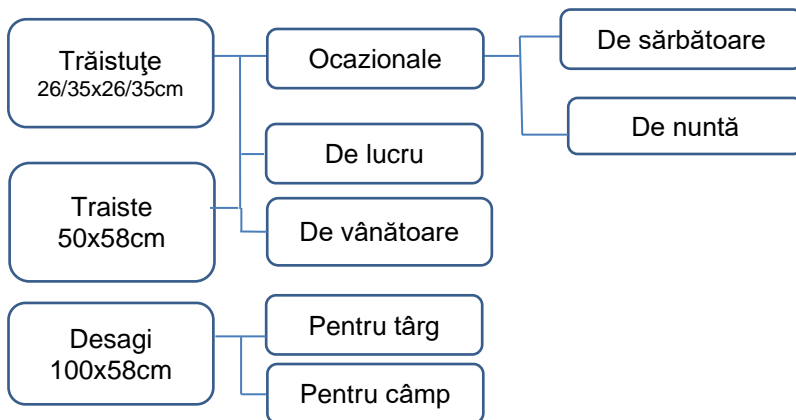 Trăistuţe
26/35x26/35cm
Ocazionale
De sărbătoare
De nuntă
De lucru
Traiste
50x58cm
De vânătoare
Desagi
100x58cm
Pentru târg
Pentru câmp